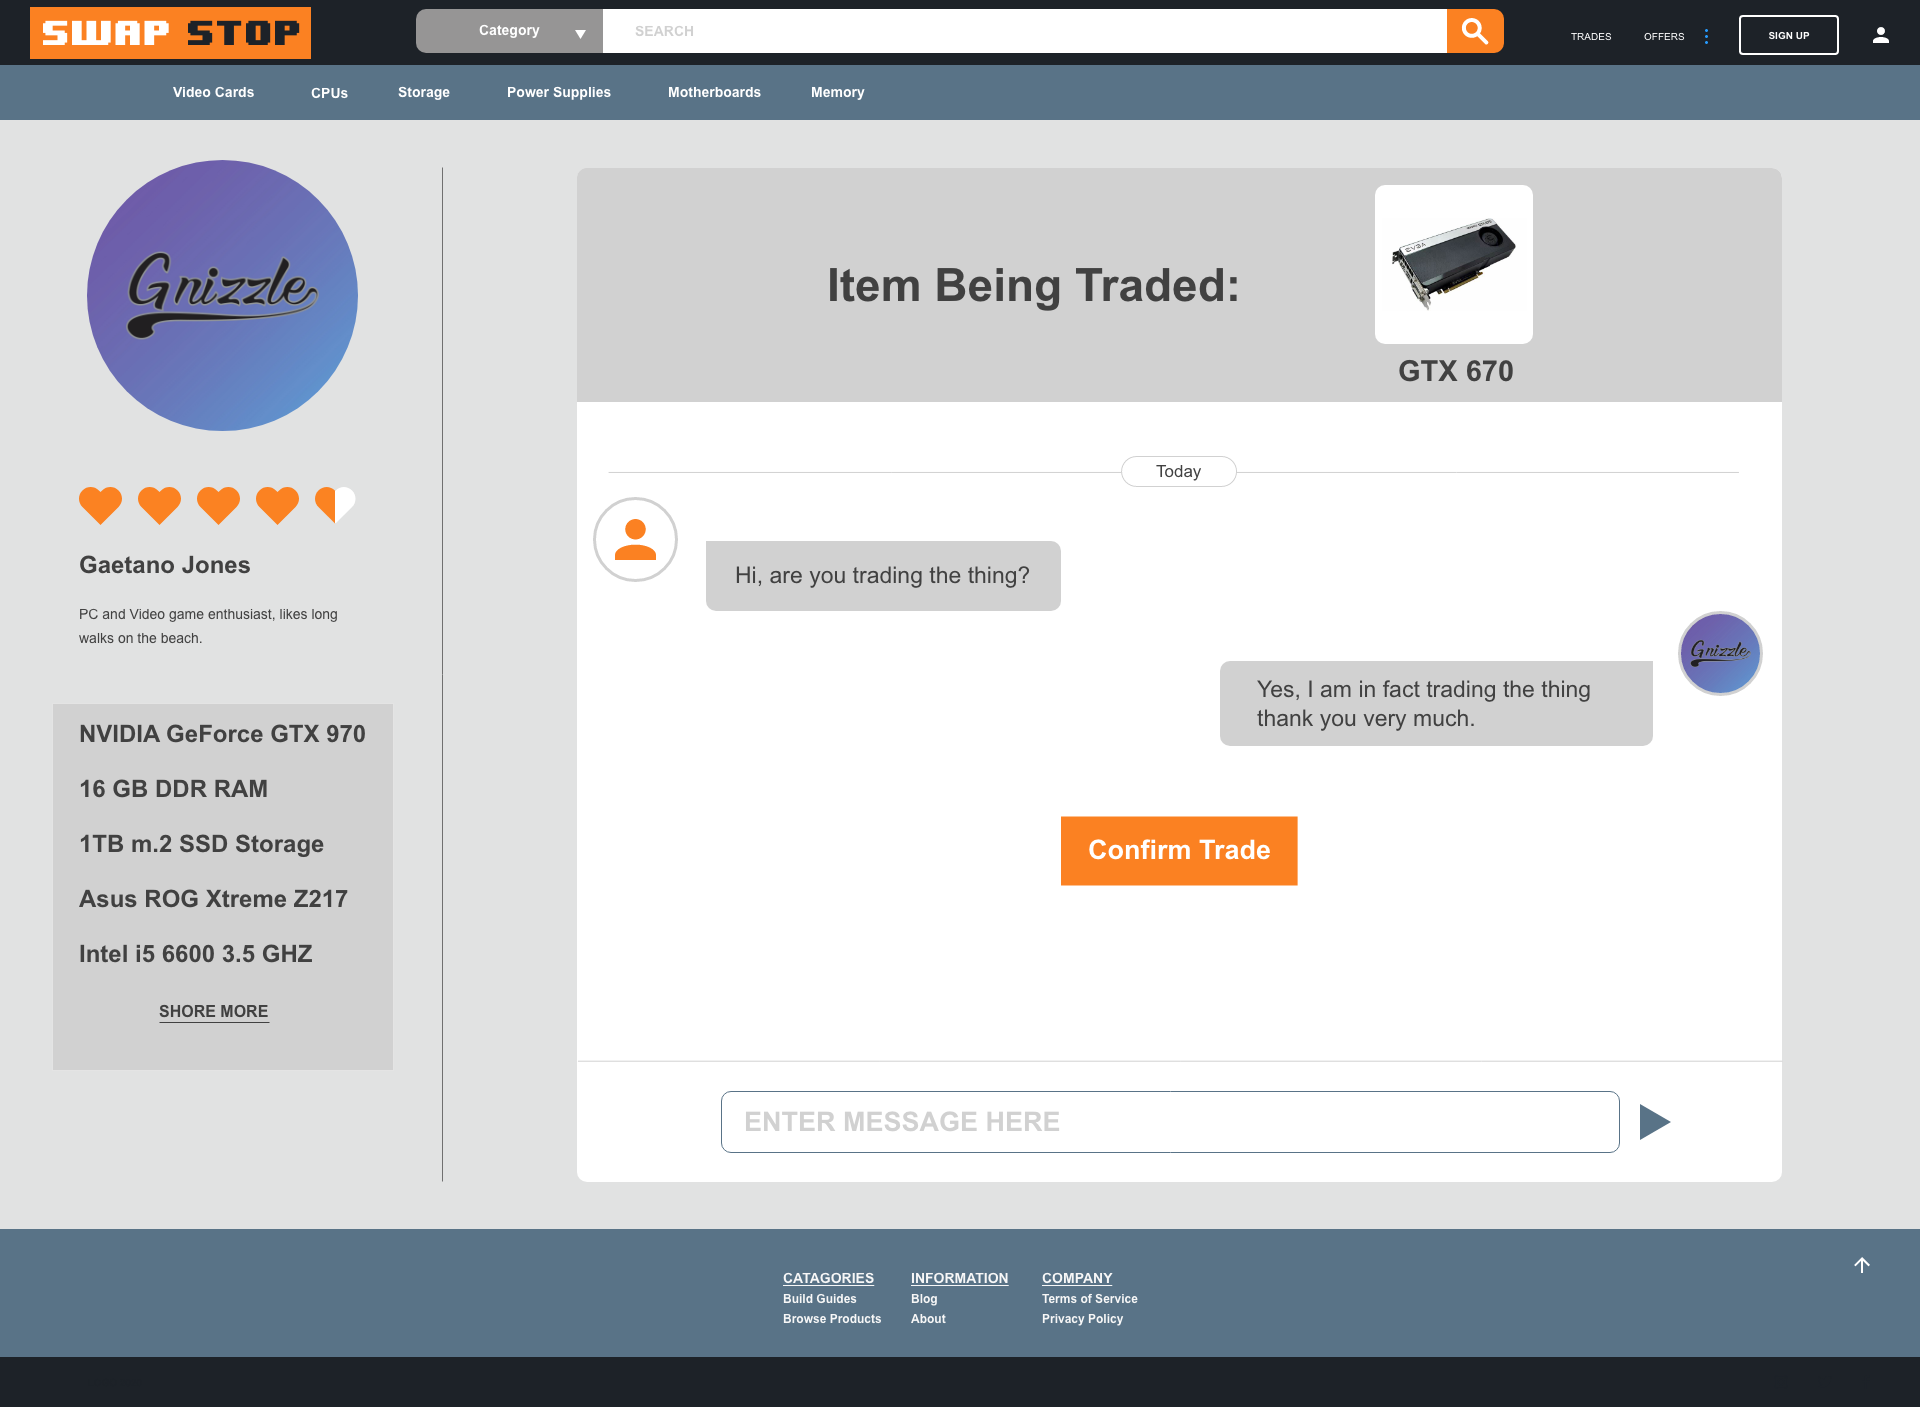 SWAP STOP
Category
SEARCH
TRADES
OFFERS
SIGN UP
Video Cards
CPUs
Storage
Power Supplies
Motherboards
Memory
Gnizzle
Gaetano Jones
PC and Video game enthusiast, likes long
walks on the beach.
NVIDIA GeForce GTX 970
16 GB DDR RAM
1TB m.2 SSD Storage
Asus ROG Xtreme Z217
Intel i5 6600 3.5 GHZ
SHORE MORE
Item Being Traded:
EVGA
GTX 670
Today
Hi, are you trading the thing?
Gnizzle
Yes, I am in fact trading the thing
thank you very much.
Confirm Trade
ENTER MESSAGE HERE
CATAGORIES
Build Guides
Browse Products
INFORMATION
Blog
About
COMPANY
Terms of Service
Privacy Policy